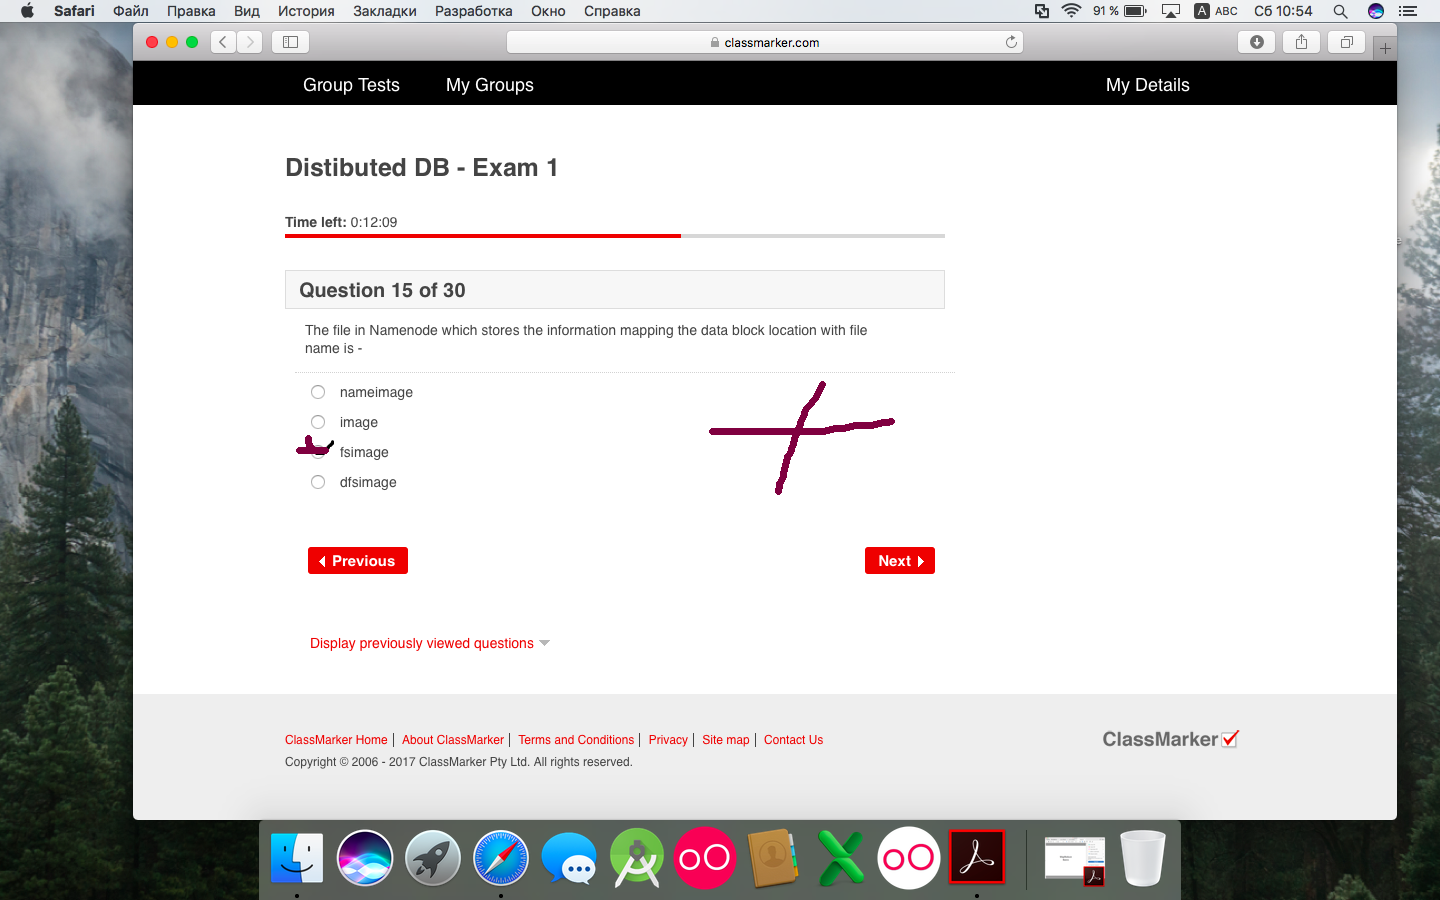 Safari Файл Правка Вид История Закладки Разработка Окно Справка 91 % A ABC Сб 10:54
classmarker.com
Group Tests My Groups My Details
Distibuted DB - Exam 1
Time left: 0:12:09
Question 15 of 30
The file in Namenode which stores the information mapping the data block location with file
name is -
nameimage
image
fsimage
dfsimage
Previous Next
Display previously viewed questions
ClassMarker Home | About ClassMarker | Terms and Conditions | Privacy | Site map | Contact Us
ClassMarker
Copyright © 2006 - 2017 ClassMarker Pty Ltd. All rights reserved.